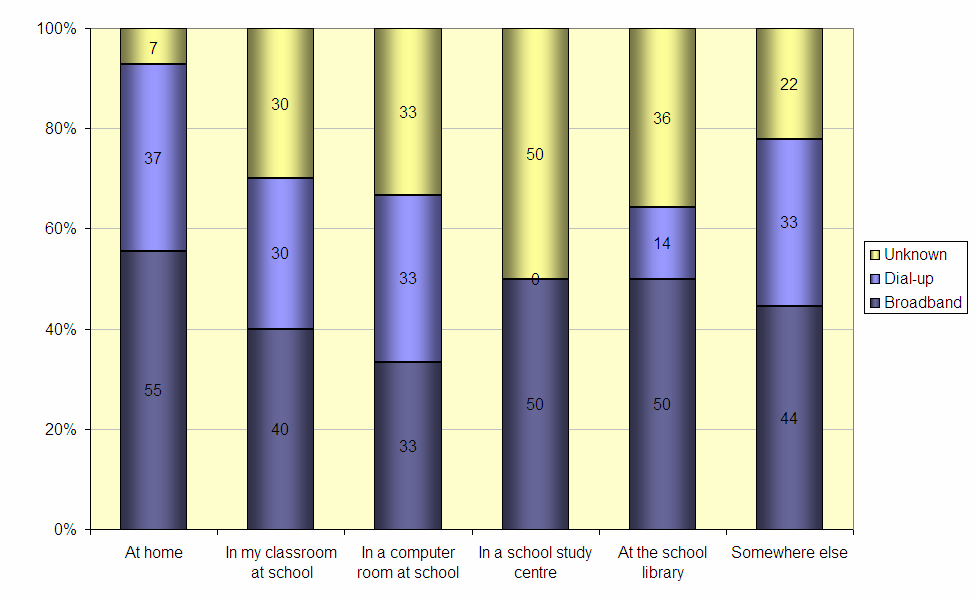 100%
80%
60%
40%
20%
0%
7
37
55
30
30
40
33
33
33
50
0
50
36
14
50
22
33
44
At home
In my classroom
at school
In a computer
room at school
In a school study
centre
At the school
library
Somewhere else
Unknown
Dial-up
Broadband